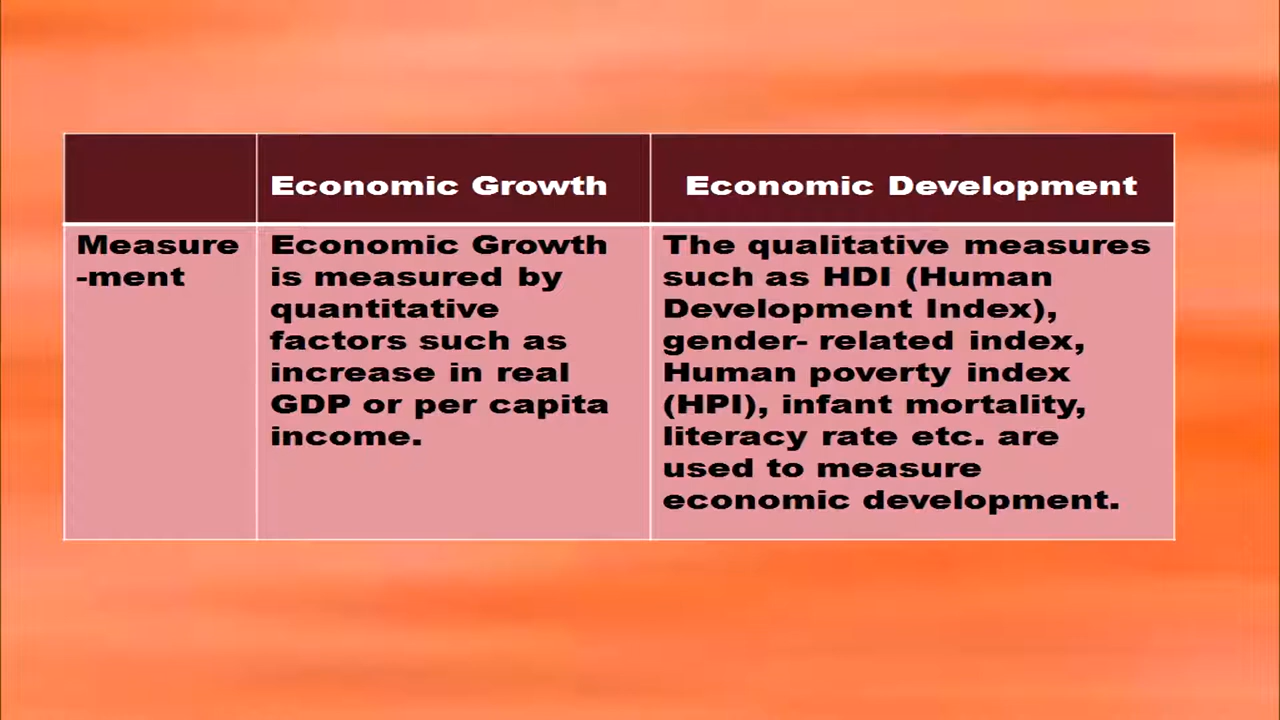 Economic Growth
Economic Development
Measure
-ment
Economic Growth
is measured by
quantitative
factors such as
increase in real
GDP or per capita
income.
The qualitative measures
such as HDI (Human
Development Index),
gender- related index,
Human poverty index
(HPI), infant mortality,
literacy rate etc. are
used to measure
economic development.